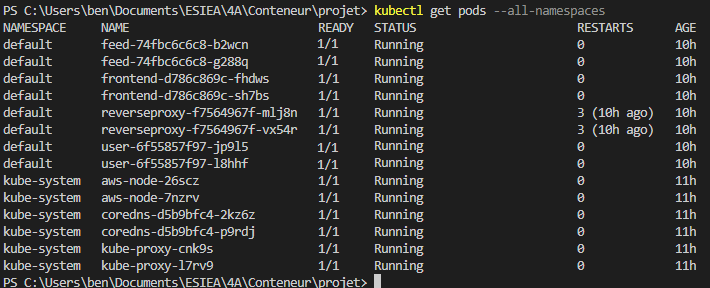 PS C:\Users\ben\Documents\ESIEA\4A\Conteneur\projet> kubectl get pods --all-namespaces
NAMESPACE NAME READY STATUS RESTARTS AGE
default feed-74fbc6c6c8-b2wcn 1/1 Running 0 10h
default feed-74fbc6c6c8-g288q 1/1 Running 0 10h
default frontend-d786c869c-fhdws 1/1 Running 0 10h
default frontend-d786c869c-sh7bs 1/1 Running 0 10h
default reverseproxy-f7564967f-mlj8n 1/1 Running 3 (10h ago) 10h
default reverseproxy-f7564967f-vx54r 1/1 Running 3 (10h ago) 10h
default user-6f55857f97-jp9l5 1/1 Running 0 10h
default user-6f55857f97-l8hhf 1/1 Running 0 10h
kube-system aws-node-26scz 1/1 Running 0 11h
kube-system aws-node-7nzrv 1/1 Running 0 11h
kube-system coredns-d5b9bfc4-2kz6z 1/1 Running 0 11h
kube-system coredns-d5b9bfc4-p9rdj 1/1 Running 0 11h
kube-system kube-proxy-cnk9s 1/1 Running 0 11h
kube-system kube-proxy-l7rv9 1/1 Running 0 11h
PS C:\Users\ben\Documents\ESIEA\4A\Conteneur\projet>